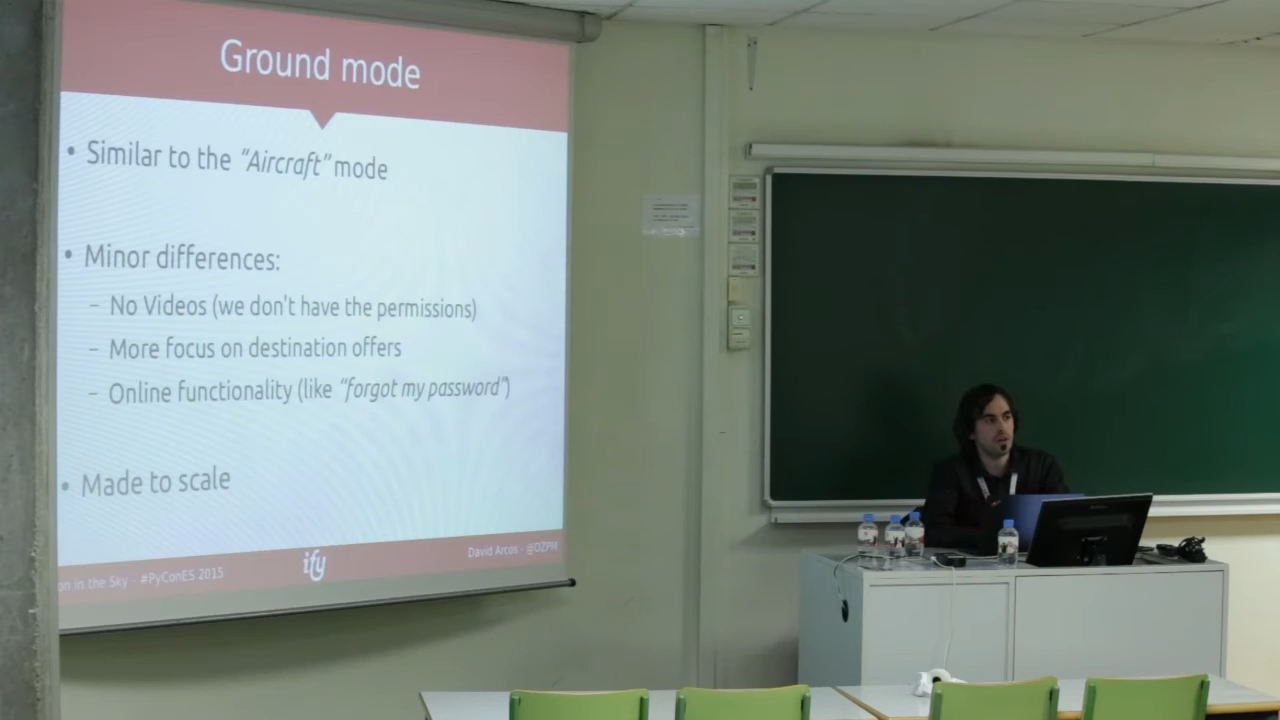 Ground mode
• Similar to the “Aircraft” mode
• Minor differences:
– No Videos (we don't have the permissions)
– More focus on destination offers
– Online functionality (like “forgot my password”)
• Made to scale
on in the Sky - #PyConES 2015
ify
David Arcos - @DZPM